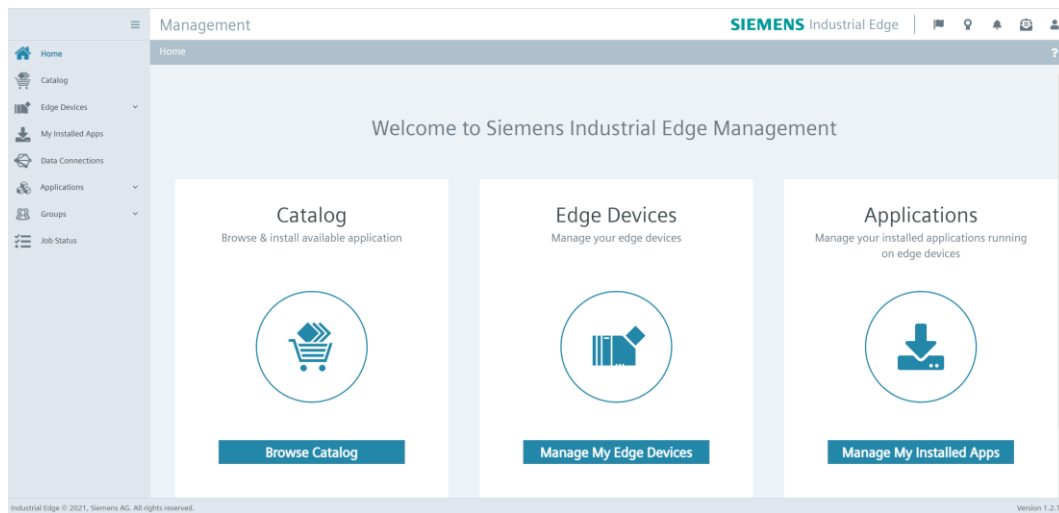 Management
SIEMENS Industrial Edge
Home
Home
Catalog
Edge Devices
My Installed Apps
Data Connections
Applications
Groups
Job Status
?
Welcome to Siemens Industrial Edge Management
Catalog
Browse & install available application
Browse Catalog
Edge Devices
Manage your edge devices
Manage My Edge Devices
Applications
Manage your installed applications running
on edge devices
Manage My Installed Apps
Industrial Edge © 2021, Siemens AG. All rights reserved.
Version 1.2.